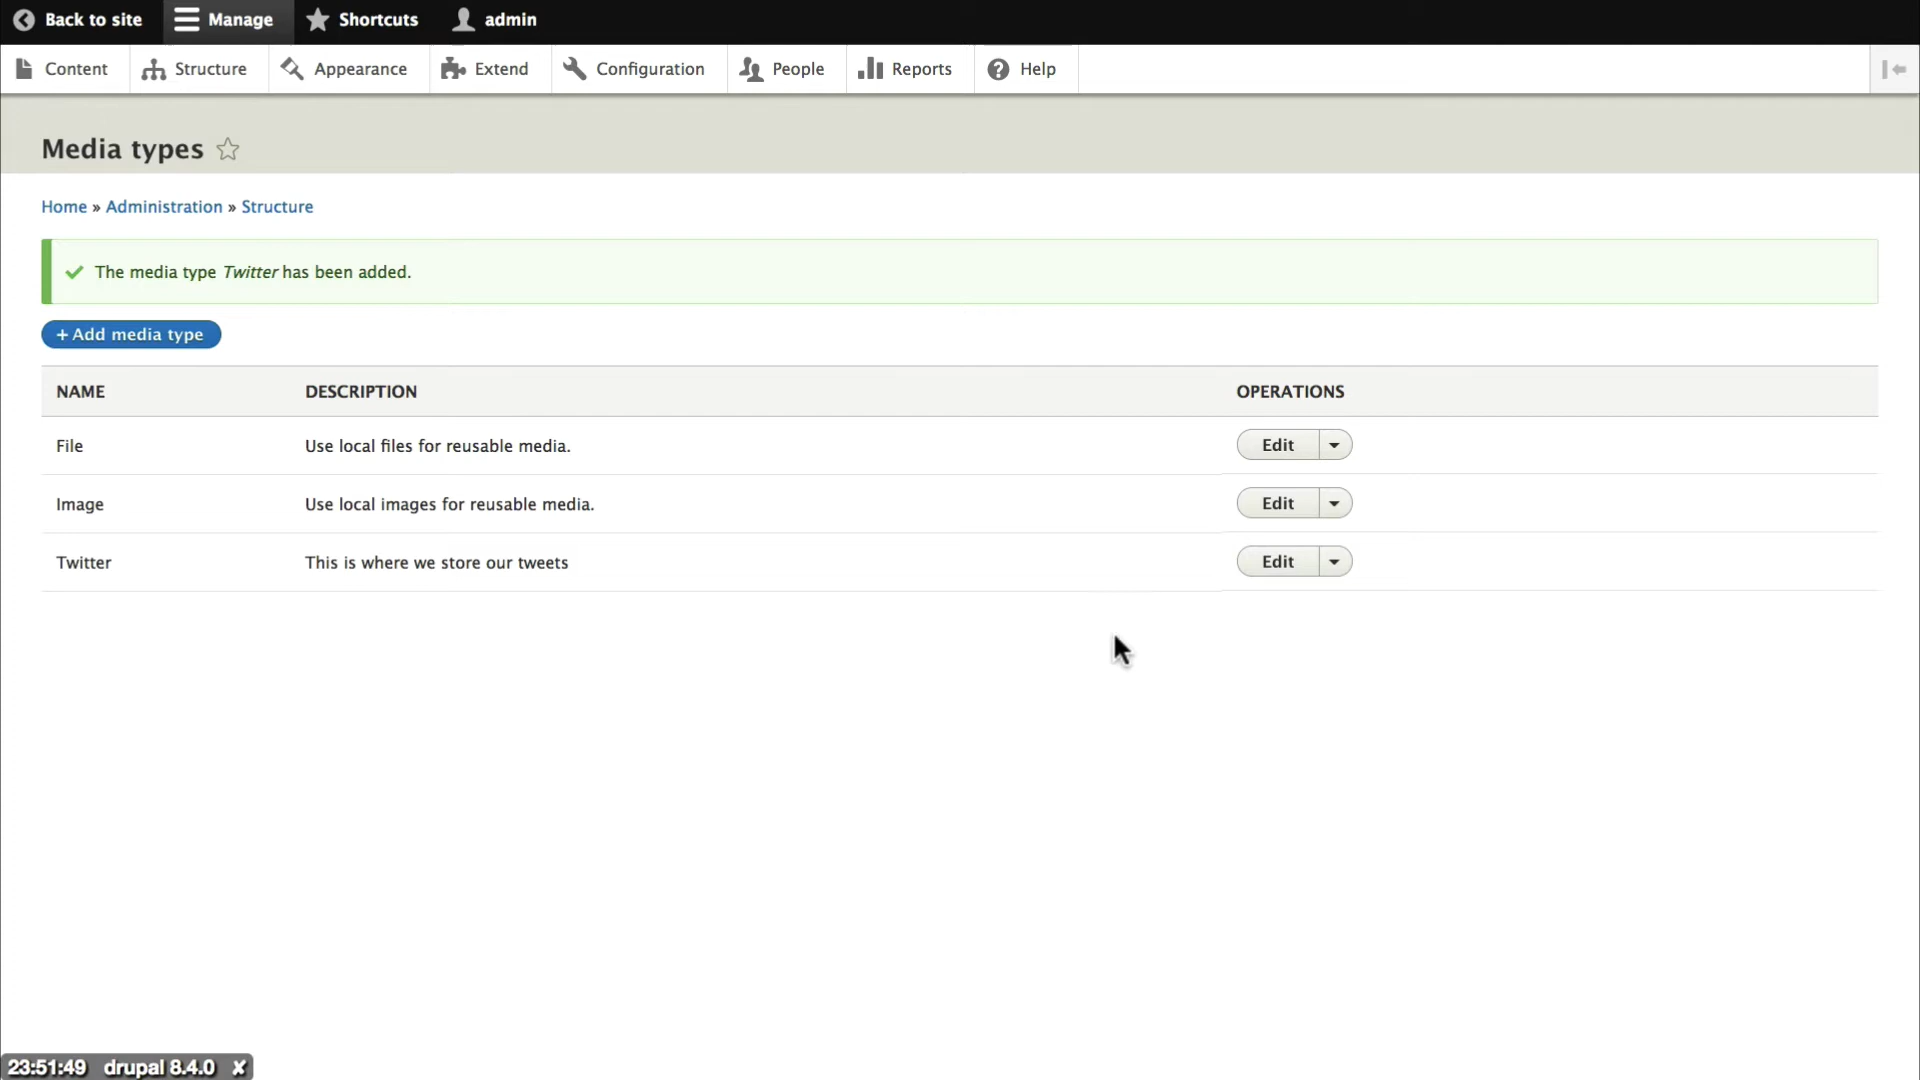 Back to site Manage Shortcuts admin
Content Structure Appearance Extend Configuration People Reports Help
Media types
Home » Administration » Structure
The media type Twitter has been added.
+ Add media type
NAME DESCRIPTION OPERATIONS
File Use local files for reusable media. Edit
Image Use local images for reusable media. Edit
Twitter This is where we store our tweets Edit
23:51:49 drupal 8.4.0 ✘